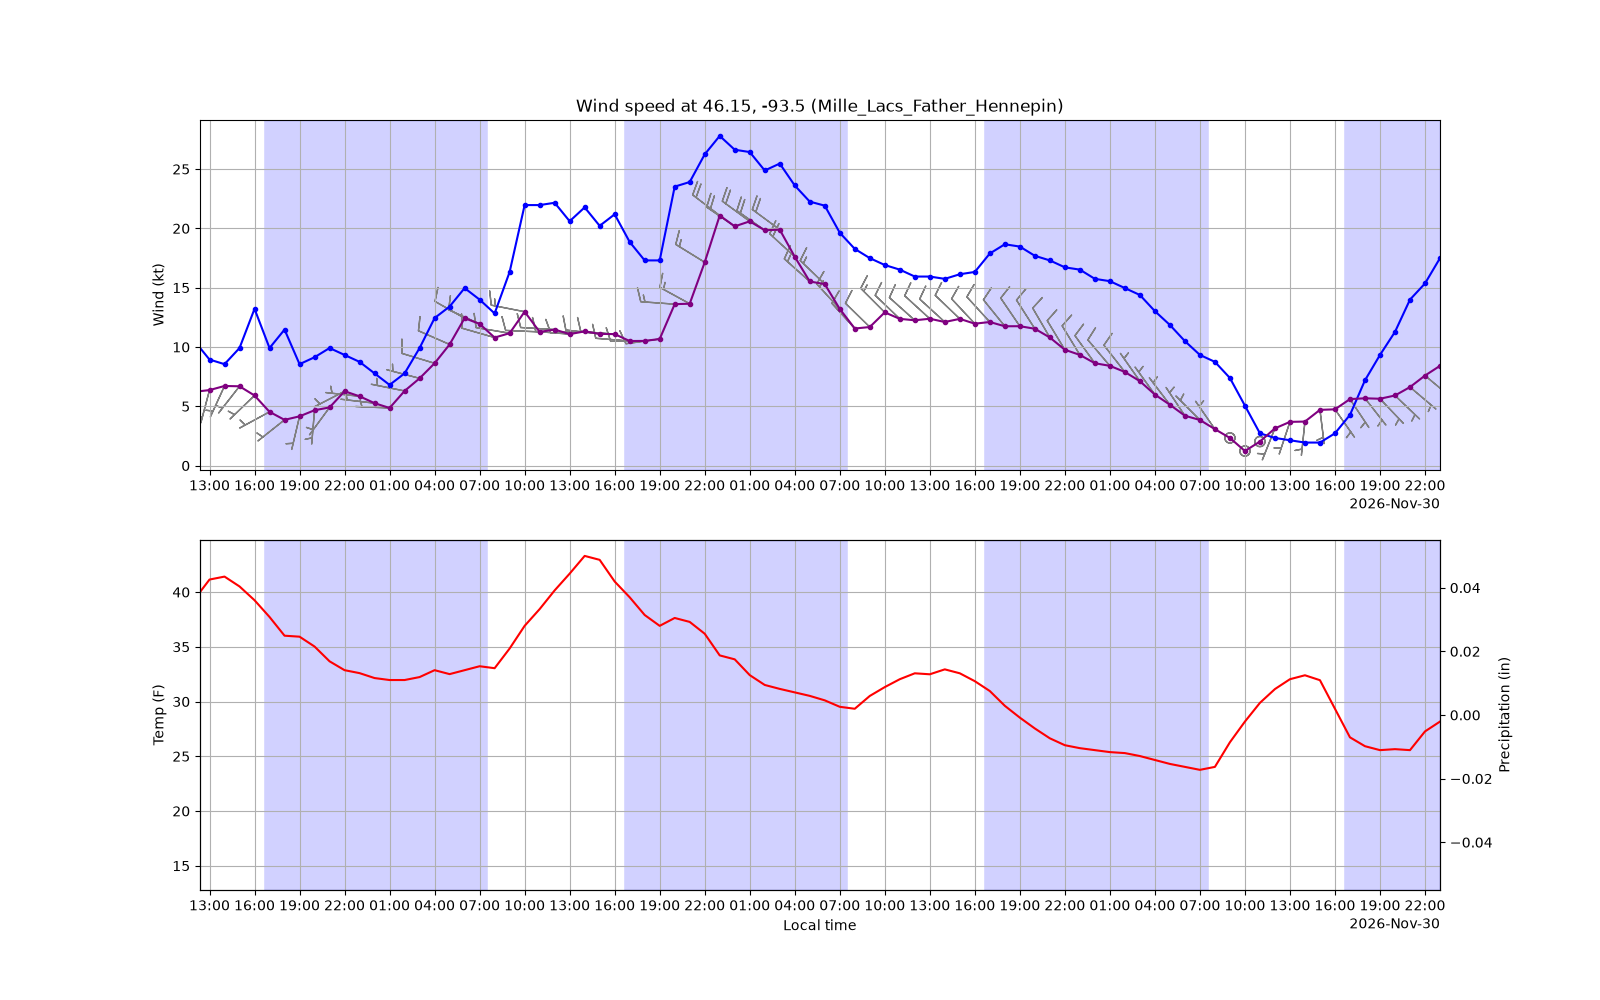 Wind speed at 46.15, -93.5 (Mille_Lacs_Father_Hennepin)
Wind (kt)
25
20
15
10
5
0
13:00 16:00 19:00 22:00 01:00 04:00 07:00 10:00 13:00 16:00 19:00 22:00 01:00 04:00 07:00 10:00 13:00 16:00 19:00 22:00 01:00 04:00 07:00 10:00 13:00 16:00 19:00 22:00
2026-Nov-30
Temp (F)
40
35
30
25
20
15
0.04
0.02
0.00
−0.02
−0.04
Precipitation (in)
13:00 16:00 19:00 22:00 01:00 04:00 07:00 10:00 13:00 16:00 19:00 22:00 01:00 04:00 07:00 10:00 13:00 16:00 19:00 22:00 01:00 04:00 07:00 10:00 13:00 16:00 19:00 22:00
Local time
2026-Nov-30